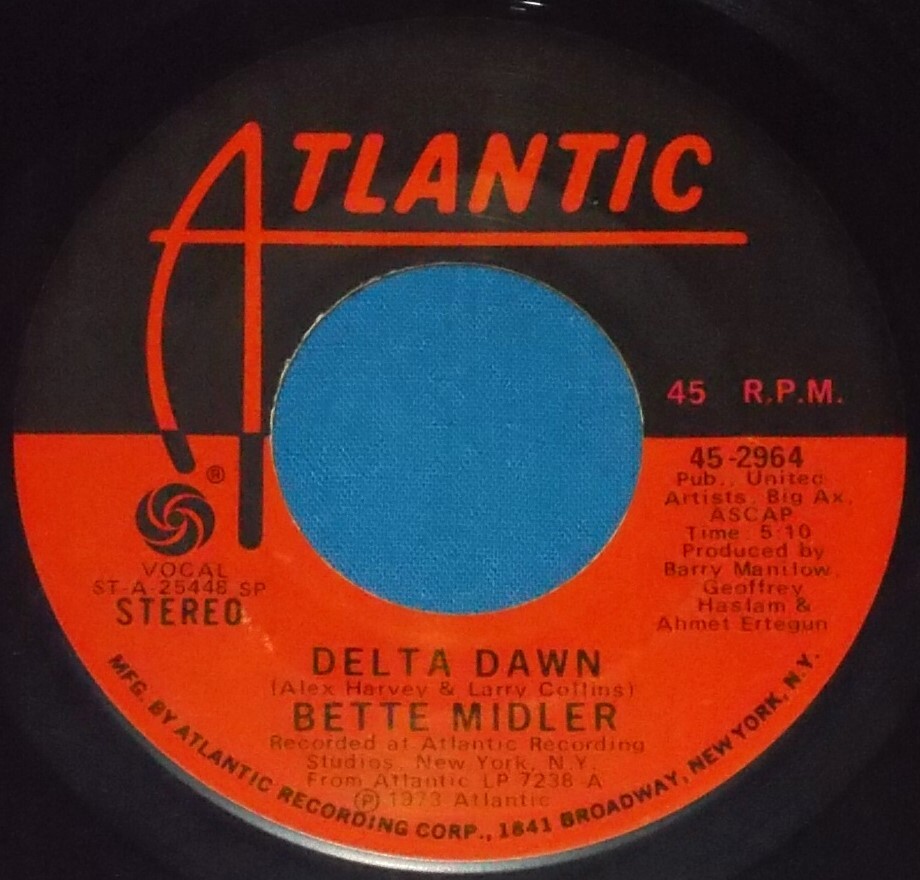 ATLANTIC
45 R.P.M.
45-2964
Pub., United
Artists, Big Ax,
ASCAP
Time: 5:10
Produced by
Barry Manilow,
Geoffrey
Haslam &
Ahmet Ertegun
®
VOCAL
ST-A-25448 SP
STEREO
DELTA DAWN
(Alex Harvey & Larry Collins)
BETTE MIDLER
Recorded at Atlantic Recording
Studios, New York, N.Y.
From Atlantic LP 7238-A
Ⓟ 1973 Atlantic
MFG. BY ATLANTIC RECORDING CORP., 1841 BROADWAY, NEW YORK, N.Y.